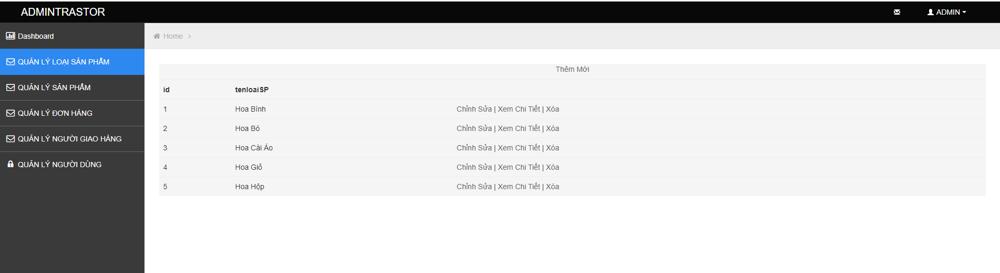 ADMINTRASTOR
ADMIN
Dashboard
Home
QUẢN LÝ LOẠI SẢN PHẨM
QUẢN LÝ SẢN PHẨM
QUẢN LÝ ĐƠN HÀNG
QUẢN LÝ NGƯỜI GIAO HÀNG
QUẢN LÝ NGƯỜI DÙNG
Thêm Mới
id tenloaiSP
1 Hoa Bình Chỉnh Sửa | Xem Chi Tiết | Xóa
2 Hoa Bó Chỉnh Sửa | Xem Chi Tiết | Xóa
3 Hoa Cài Áo Chỉnh Sửa | Xem Chi Tiết | Xóa
4 Hoa Giỏ Chỉnh Sửa | Xem Chi Tiết | Xóa
5 Hoa Hộp Chỉnh Sửa | Xem Chi Tiết | Xóa